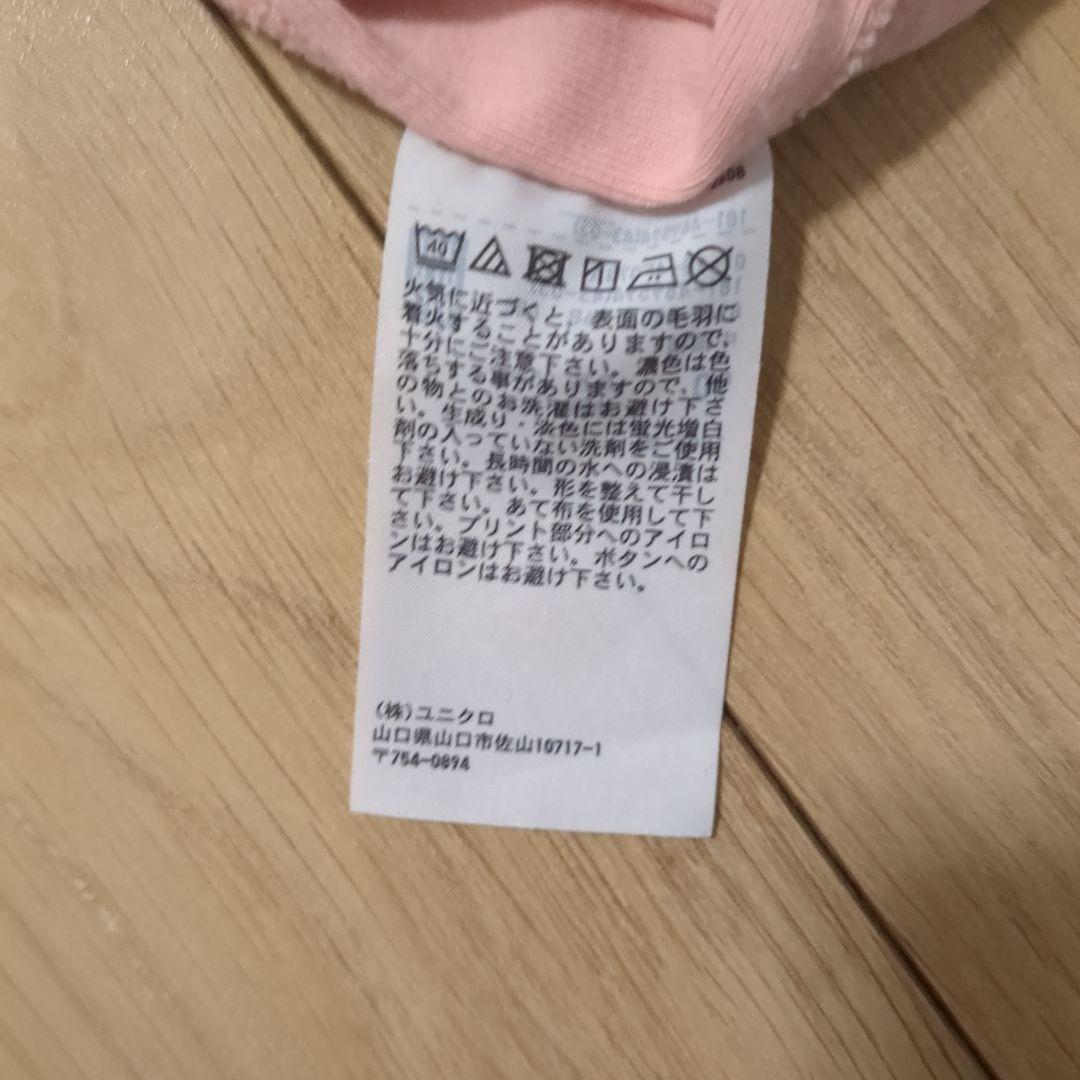 40
火気に近づくと、表面の毛羽に
着火することがありますので、
十分にご注意下さい。濃色は色
落ちする事がありますので、他
の物とのお洗濯はお避け下さ
い。生成り・淡色には蛍光増白
剤の入っていない洗剤をご使用
下さい。長時間の水への浸漬は
お避け下さい。形を整えて干し
て下さい。あて布を使用して下
さい。プリント部分へのアイロ
ンはお避け下さい。ボタンへの
アイロンはお避け下さい。
(株)ユニクロ
山口県山口市佐山10717-1
〒754-0894